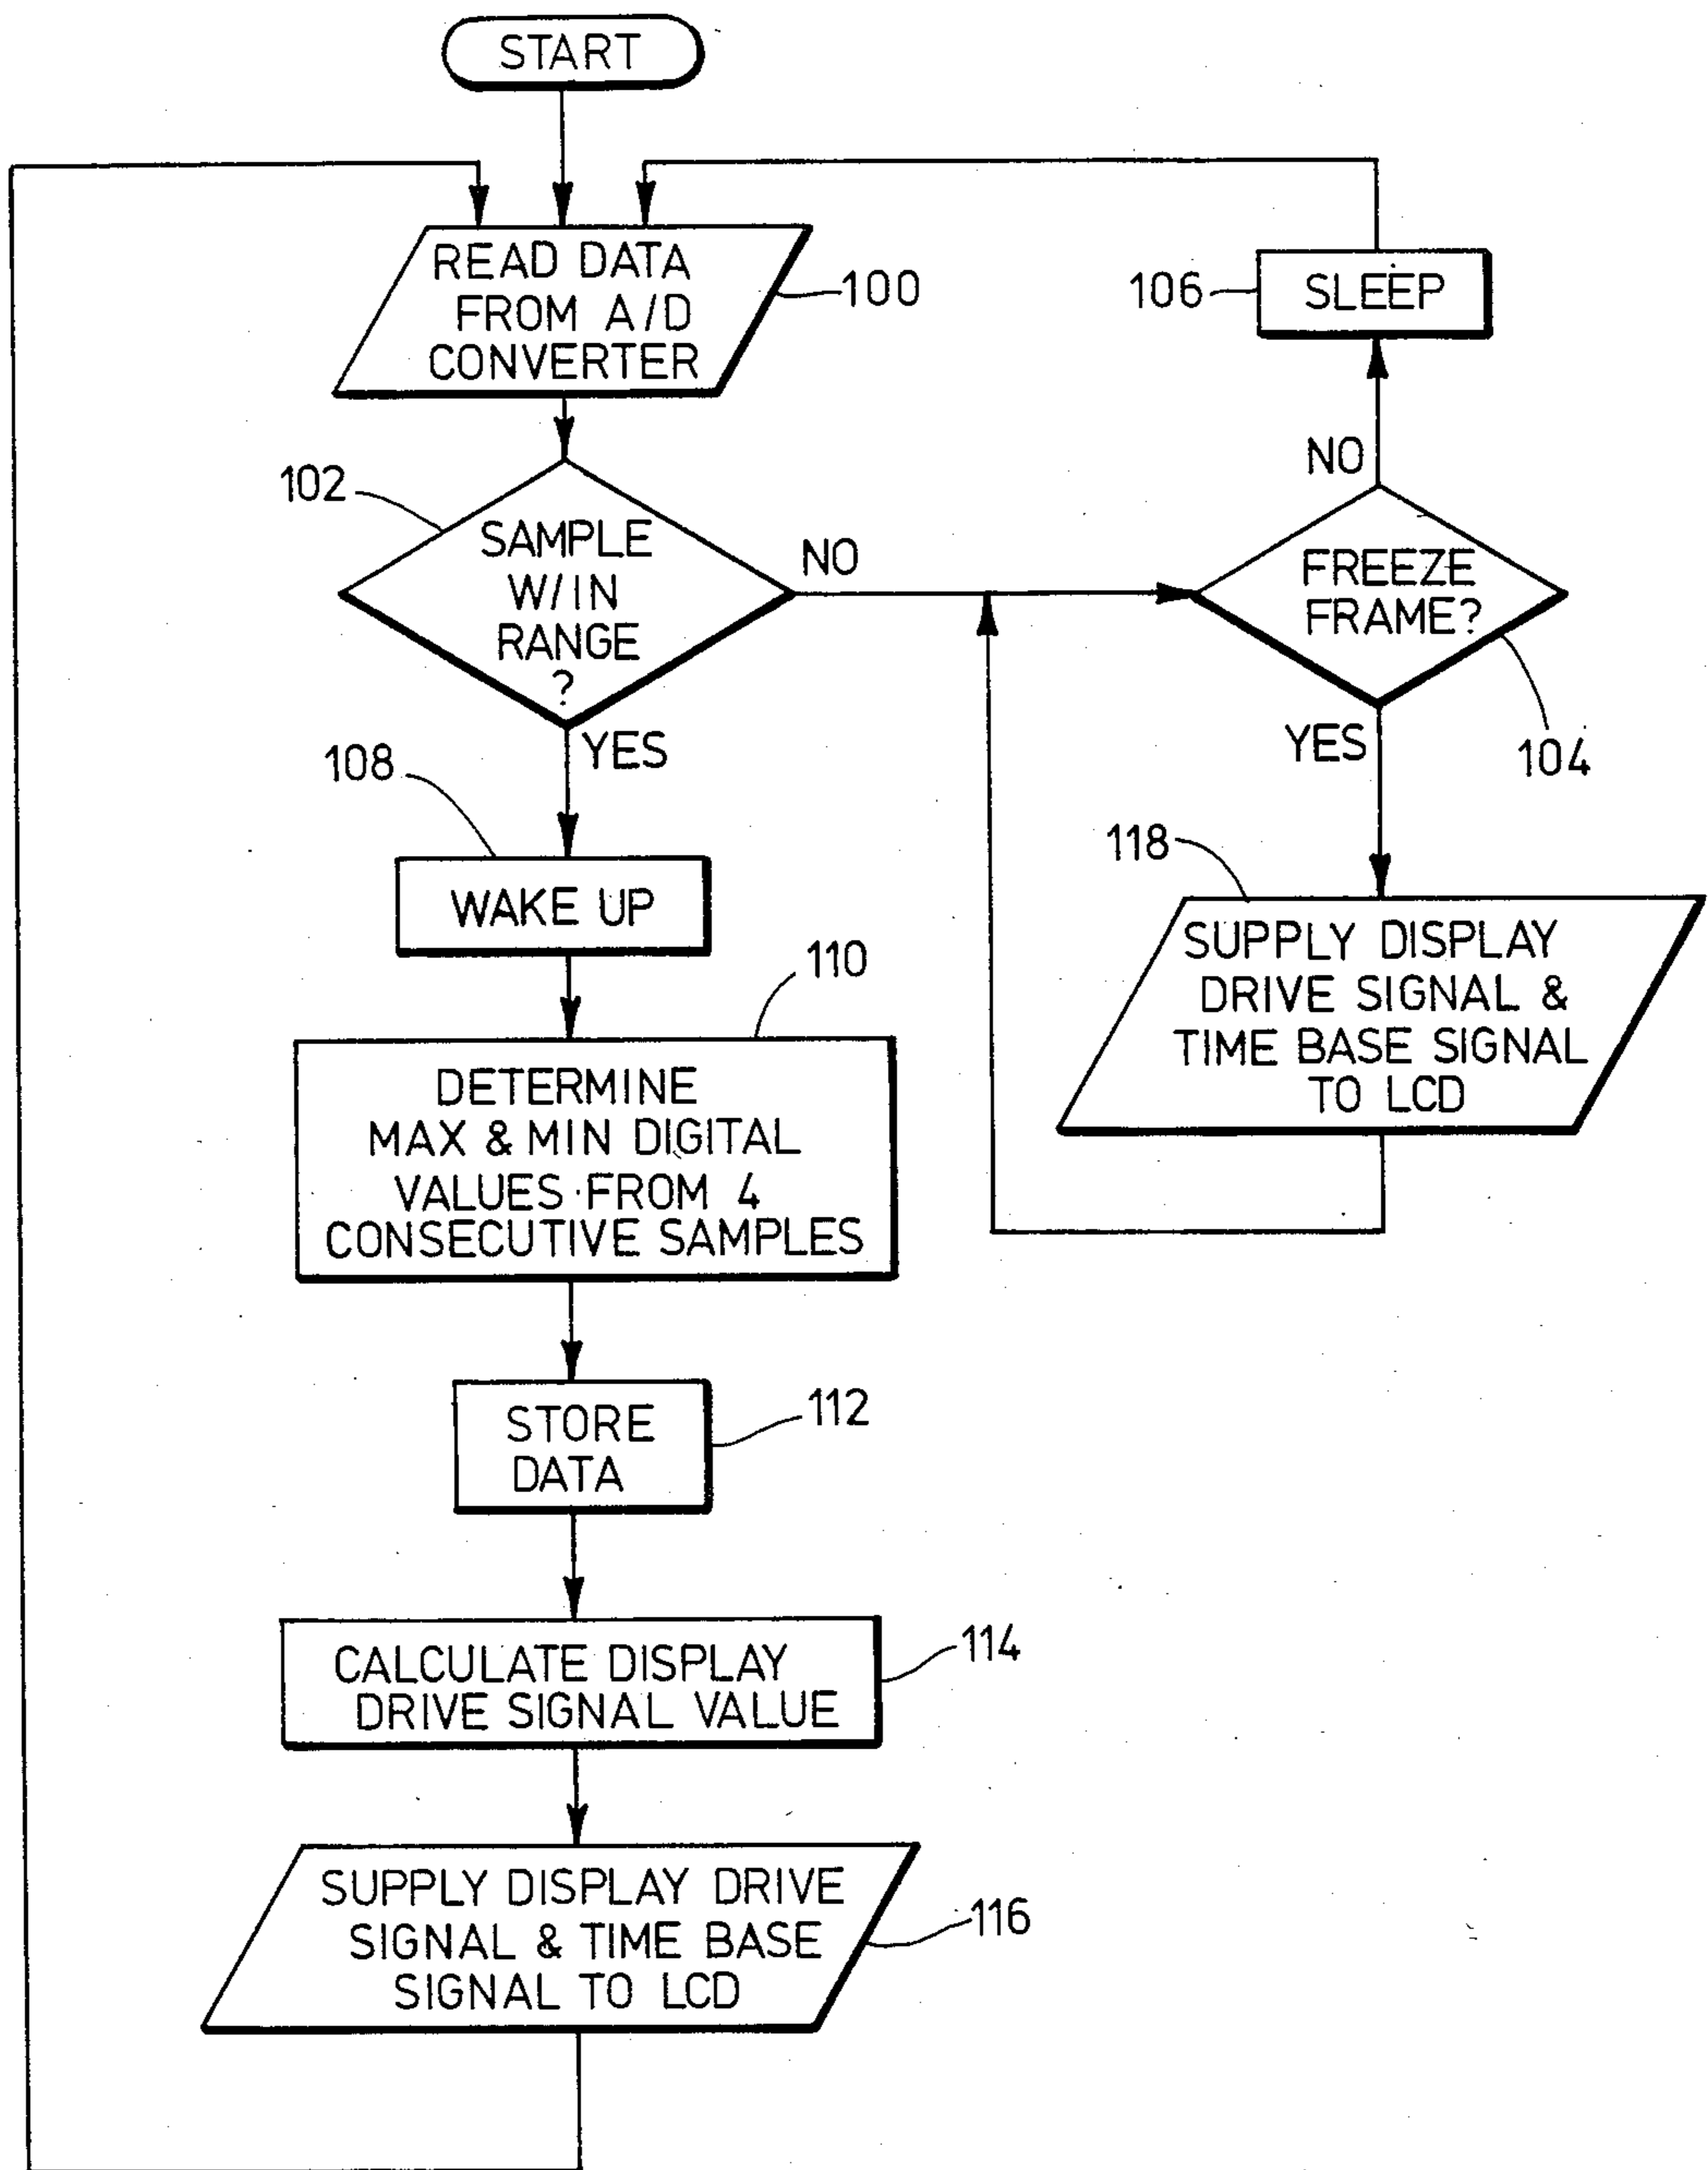 START
READ DATA
FROM A/D
CONVERTER
100
106
SLEEP
NO
102
SAMPLE
W/IN
RANGE
?
NO
FREEZE
FRAME?
104
YES
YES
108
WAKE UP
118
SUPPLY DISPLAY
DRIVE SIGNAL &
TIME BASE SIGNAL
TO LCD
110
DETERMINE
MAX & MIN DIGITAL
VALUES FROM 4
CONSECUTIVE SAMPLES
STORE
DATA
112
CALCULATE DISPLAY
DRIVE SIGNAL VALUE
114
SUPPLY DISPLAY DRIVE
SIGNAL & TIME BASE
SIGNAL TO LCD
116